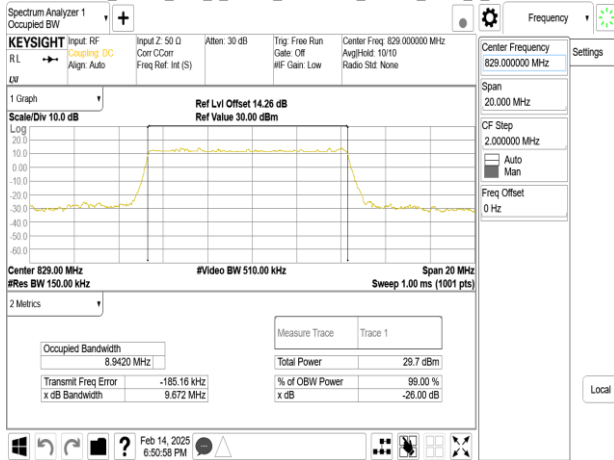 Spectrum Analyzer 1
Occupied BW
+
Frequency
KEYSIGHT
RL
LXI
Input: RF
Coupling: DC
Align: Auto
Input Z: 50 Ω
Corr CCorr
Freq Ref: Int (S)
Atten: 30 dB
Trig: Free Run
Gate: Off
#IF Gain: Low
Center Freq: 829.000000 MHz
Avg|Hold: 10/10
Radio Std: None
Center Frequency
829.000000 MHz
Settings
Span
20.000 MHz
CF Step
2.000000 MHz
Auto
Man
Freq Offset
0 Hz
Local
1 Graph
Scale/Div 10.0 dB
Ref Lvl Offset 14.26 dB
Ref Value 30.00 dBm
Log
20.0
10.0
0.00
-10.0
-20.0
-30.0
-40.0
-50.0
-60.0
Center 829.00 MHz
#Video BW 510.00 kHz
Span 20 MHz
#Res BW 150.00 kHz
Sweep 1.00 ms (1001 pts)
2 Metrics
Measure Trace Trace 1
Occupied Bandwidth
8.9420 MHz
Total Power 29.7 dBm
Transmit Freq Error -185.16 kHz
% of OBW Power 99.00 %
x dB Bandwidth 9.672 MHz
x dB -26.00 dB
?
Feb 14, 2025
6:50:58 PM